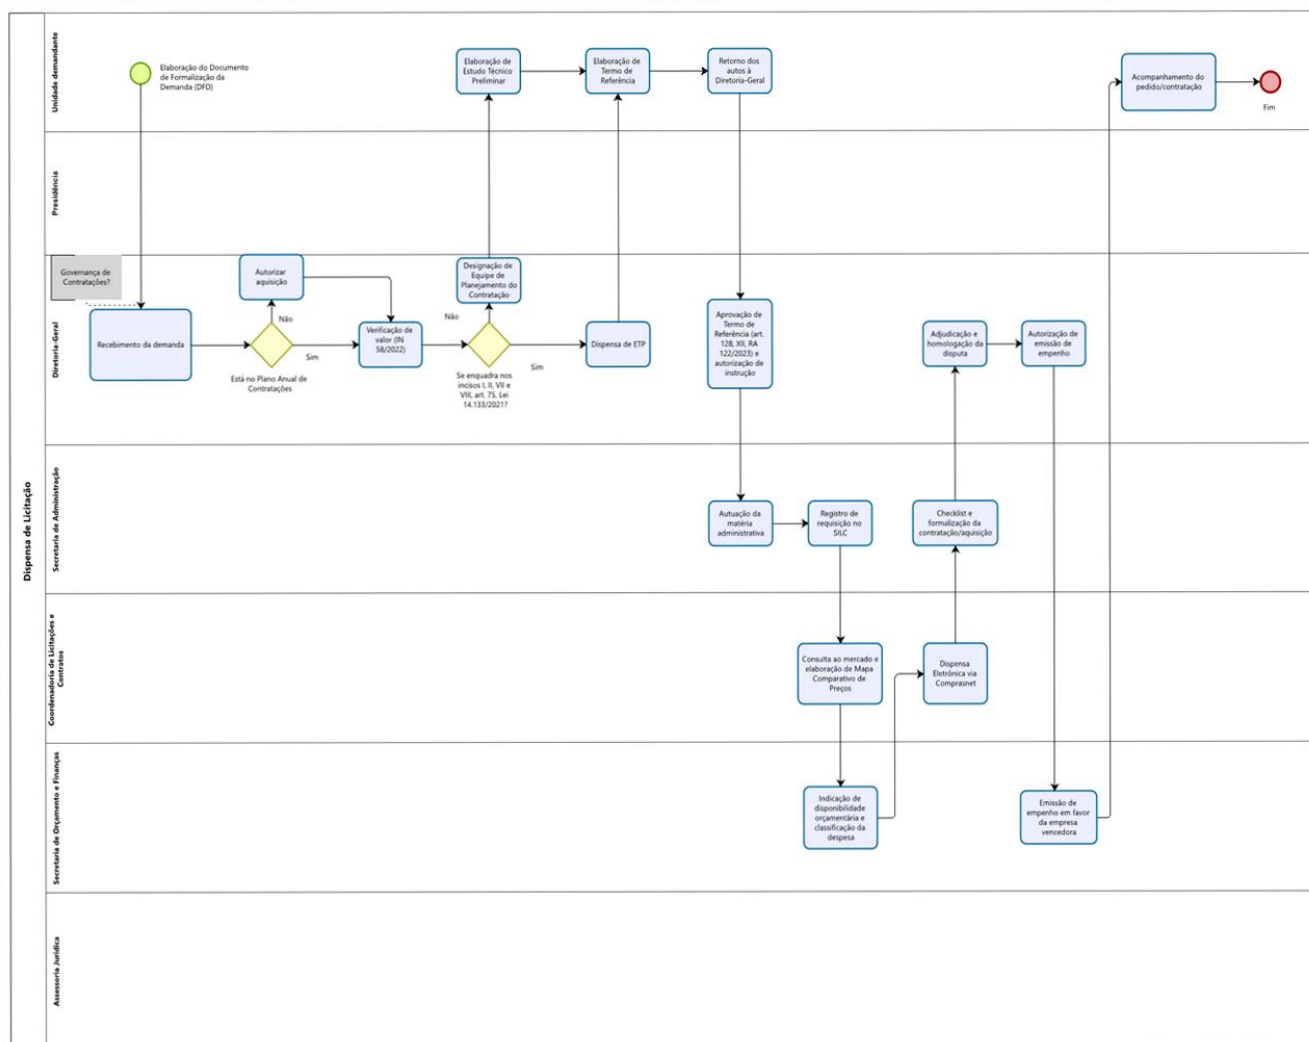 Dispensa de Licitação
Unidade demandante
Elaboração do Documento
de Formalização da
Demanda (DFD)
Elaboração de
Estudo Técnico
Preliminar
Elaboração de
Termo de
Referência
Retorno dos
autos à
Diretoria-Geral
Acompanhamento do
pedido/contratação
Fim
Presidência
Diretoria-Geral
Governança de
Contratações?
Recebimento da demanda
Autorizar
aquisição
Não
Sim
Está no Plano Anual de
Contratações
Verificação de
valor (IN
58/2022)
Designação de
Equipe de
Planejamento do
Contratação
Não
Sim
Se enquadra nos
incisos I, II, VII e
VIII, art. 75, Lei
14.133/2021?
Dispensa de ETP
Aprovação de
Termo de
Referência (art.
128, XII, RA
122/2023) e
autorização de
instrução
Adjudicação e
homologação da
disputa
Autorização de
emissão de
empenho
Secretaria de Administração
Autuação da
matéria
administrativa
Registro de
requisição no
SILC
Checklist e
formalização da
contratação/aquisição
Coordenadoria de Licitações e
Contratos
Consulta ao mercado e
elaboração de Mapa
Comparativo de
Preços
Dispensa
Eletrônica via
Comprasnet
Secretaria de Orçamento e Finanças
Indicação de
disponibilidade
orçamentária e
classificação da
despesa
Emissão de
empenho em favor
da empresa
vencedora
Assessoria Jurídica